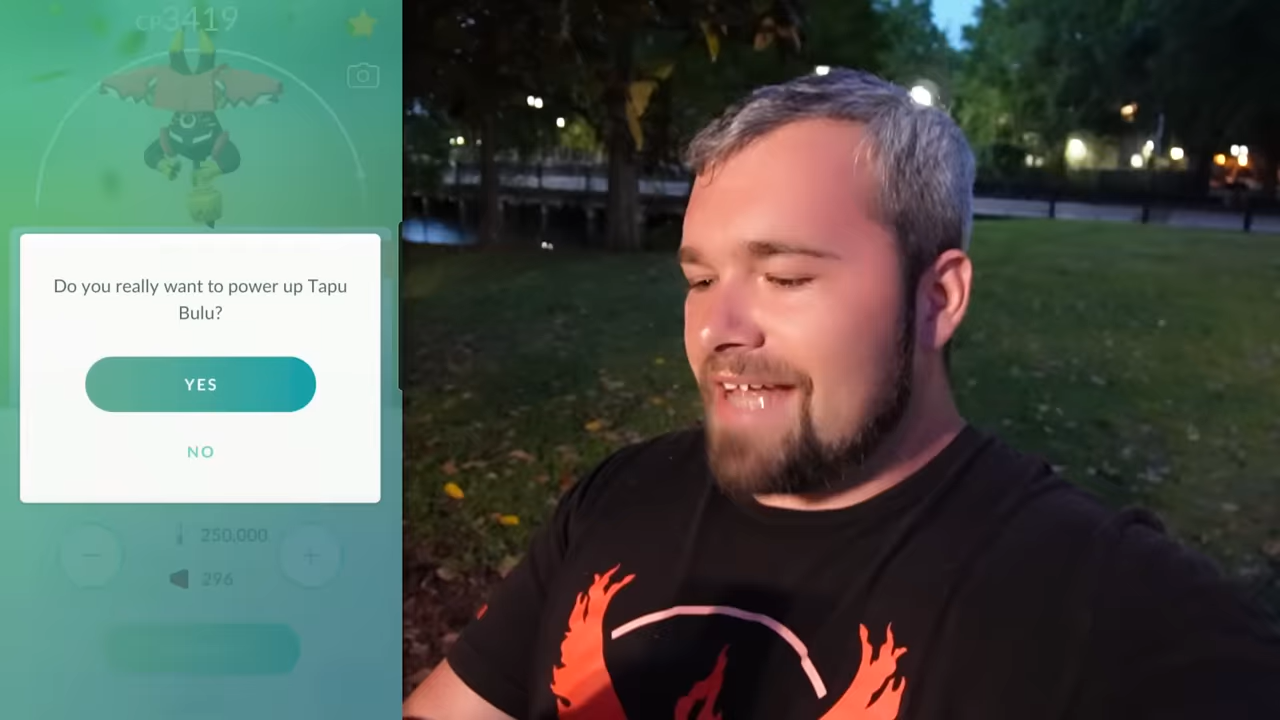 CP3419
Do you really want to power up Tapu
Bulu?
YES
NO
250,000
296